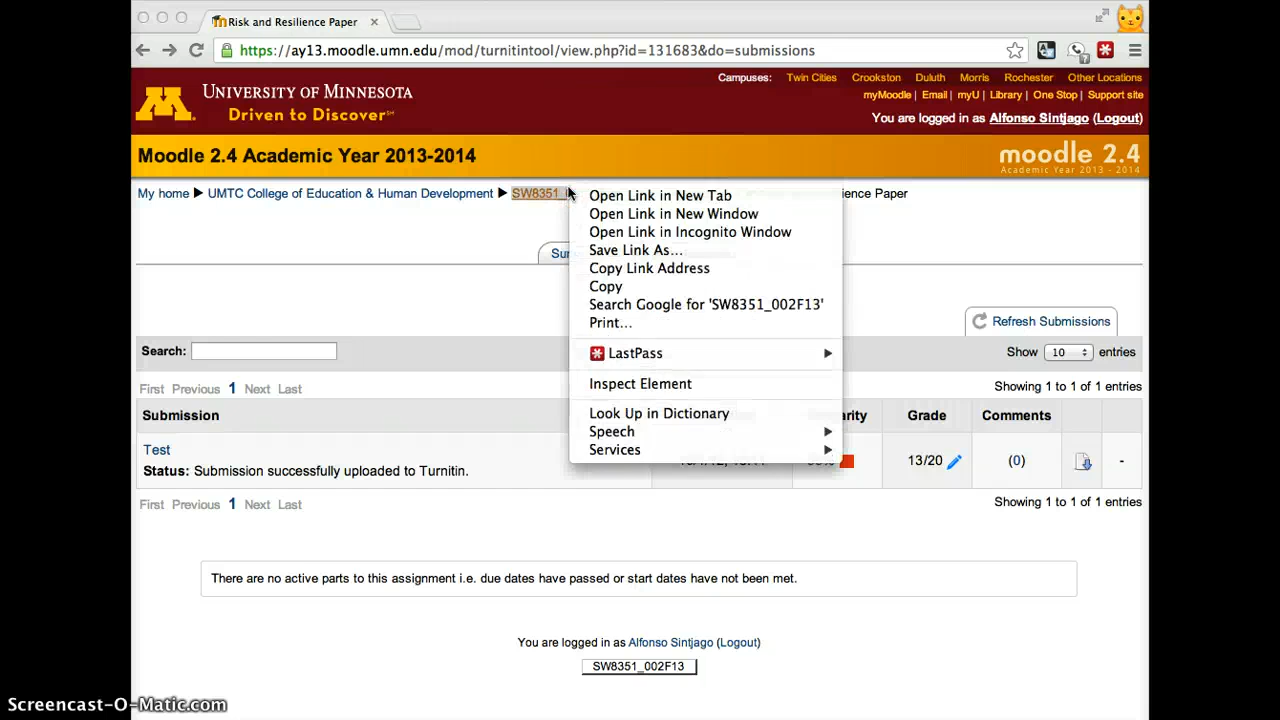 Risk and Resilience Paper
https://ay13.moodle.umn.edu/mod/turnitintool/view.php?id=131683&do=submissions
Campuses: Twin Cities Crookston Duluth Morris Rochester Other Locations
UNIVERSITY OF MINNESOTA
Driven to Discover℠
myMoodle | Email | myU | Library | One Stop | Support site
You are logged in as Alfonso Sintjago (Logout)
Moodle 2.4 Academic Year 2013-2014
moodle 2.4
Academic Year 2013 - 2014
My home ▶ UMTC College of Education & Human Development ▶ SW8351_ ience Paper
Open Link in New Tab
Open Link in New Window
Open Link in Incognito Window
Save Link As...
Copy Link Address
Copy
Search Google for 'SW8351_002F13'
Print...
LastPass
Inspect Element
Look Up in Dictionary
Speech
Services
Su
Refresh Submissions
Search:
Show 10 entries
First Previous 1 Next Last
Showing 1 to 1 of 1 entries
Submission arity Grade Comments
Test
Status: Submission successfully uploaded to Turnitin.
13/20 (0) -
First Previous 1 Next Last
Showing 1 to 1 of 1 entries
There are no active parts to this assignment i.e. due dates have passed or start dates have not been met.
You are logged in as Alfonso Sintjago (Logout)
SW8351_002F13
Screencast-O-Matic.com